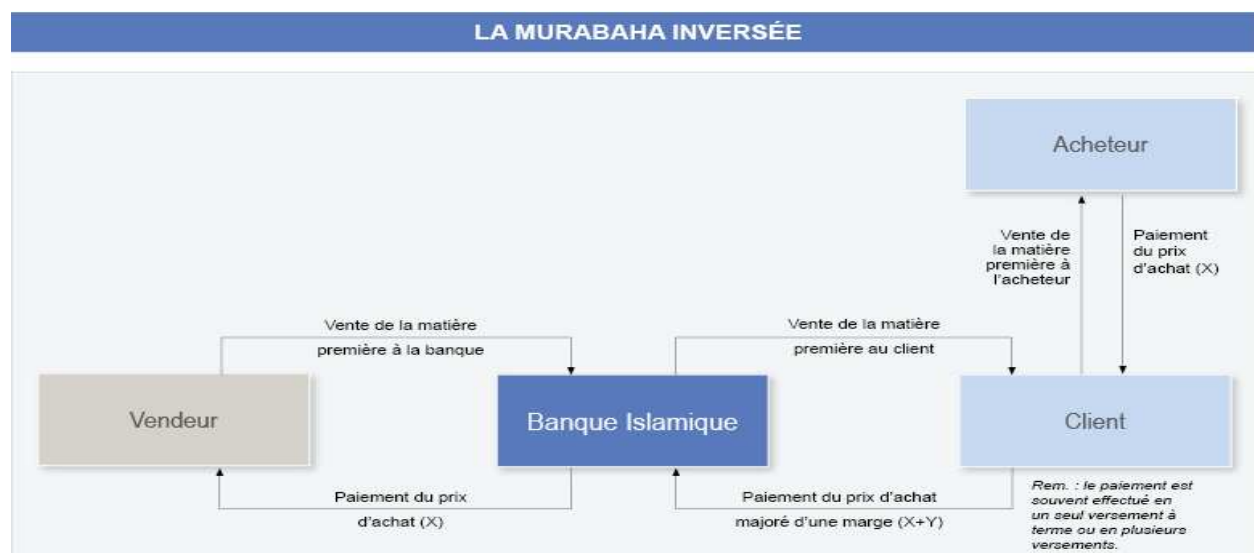 LA MURABAHA INVERSÉE
Acheteur
Vente de
la matière
première à
l'acheteur
Paiement
du prix
d'achat (X)
Vente de la matière
première à la banque
Vente de la matière
première au client
Vendeur
Banque Islamique
Client
Paiement du prix
d'achat (X)
Paiement du prix d'achat
majoré d'une marge (X+Y)
Rem. : le paiement est
souvent effectué en
un seul versement à
terme ou en plusieurs
versements.